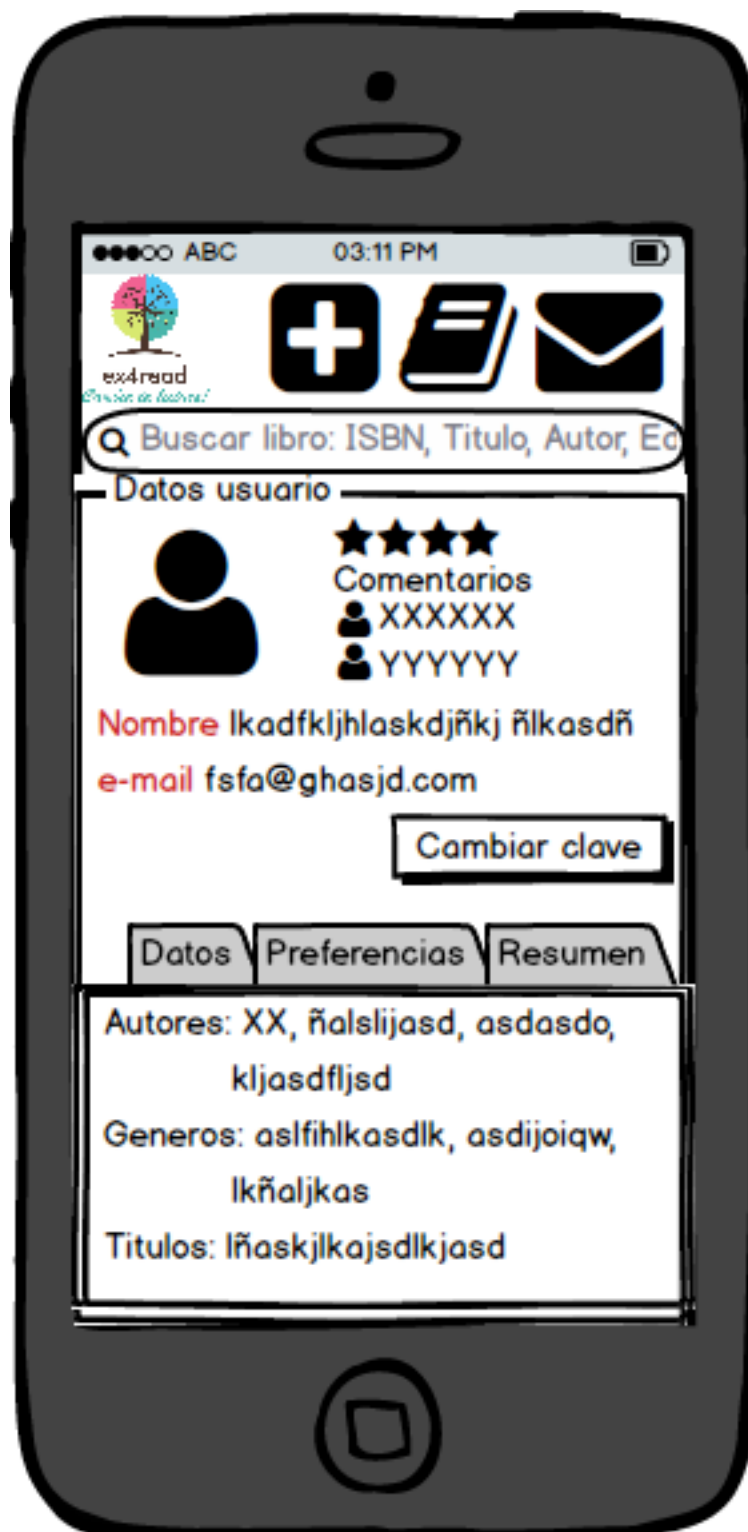 ABC 03:11 PM
ex4read
Buscar libro: ISBN, Titulo, Autor, Ec
Datos usuario
Comentarios
XXXXXX
YYYYYY
Nombre lkadfkljhlaskdjñkj ñlkasdñ
e-mail fsfa@ghasjd.com
Cambiar clave
Datos Preferencias Resumen
Autores: XX, ñalslijasd, asdasdo,
kljasdfljsd
Generos: aslfihlkasdlk, asdijoiqw,
lkñaljkas
Titulos: lñaskjlkajsdlkjasd